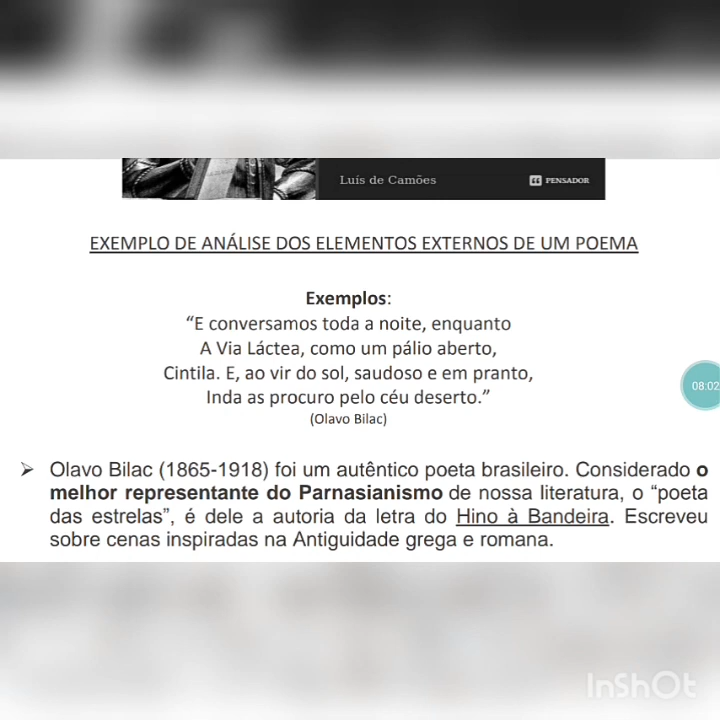 Luís de Camões
PENSADOR
EXEMPLO DE ANÁLISE DOS ELEMENTOS EXTERNOS DE UM POEMA
Exemplos:
“E conversamos toda a noite, enquanto
A Via Láctea, como um pálio aberto,
Cintila. E, ao vir do sol, saudoso e em pranto,
Inda as procuro pelo céu deserto.”
(Olavo Bilac)
08:02
➢ Olavo Bilac (1865-1918) foi um autêntico poeta brasileiro. Considerado o
melhor representante do Parnasianismo de nossa literatura, o “poeta
das estrelas”, é dele a autoria da letra do Hino à Bandeira. Escreveu
sobre cenas inspiradas na Antiguidade grega e romana.
InShOt